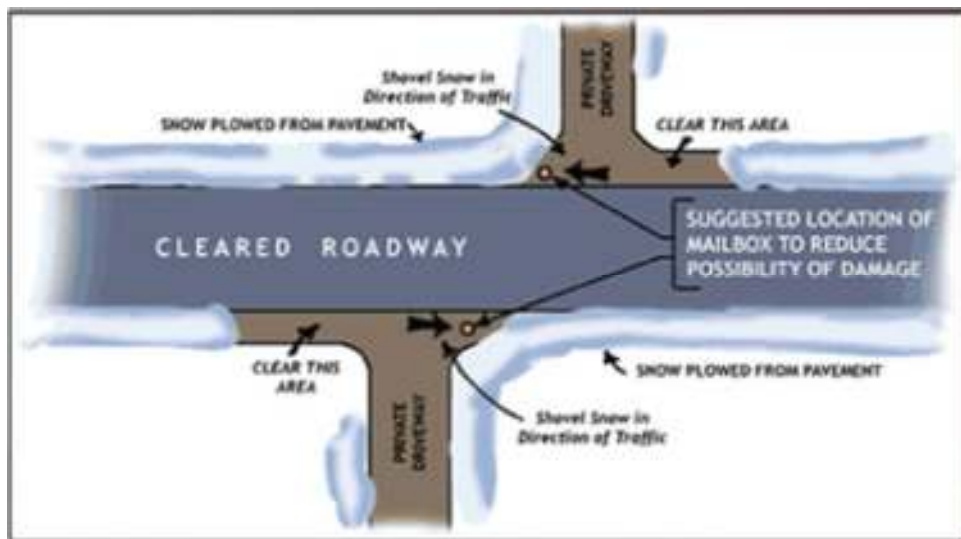 Shovel Snow in
Direction of Traffic
PRIVATE
DRIVEWAY
SNOW PLOWED FROM PAVEMENT
CLEAR THIS AREA
CLEARED ROADWAY
SUGGESTED LOCATION OF
MAILBOX TO REDUCE
POSSIBILITY OF DAMAGE
CLEAR THIS
AREA
SNOW PLOWED FROM PAVEMENT
PRIVATE
DRIVEWAY
Shovel Snow in
Direction of Traffic